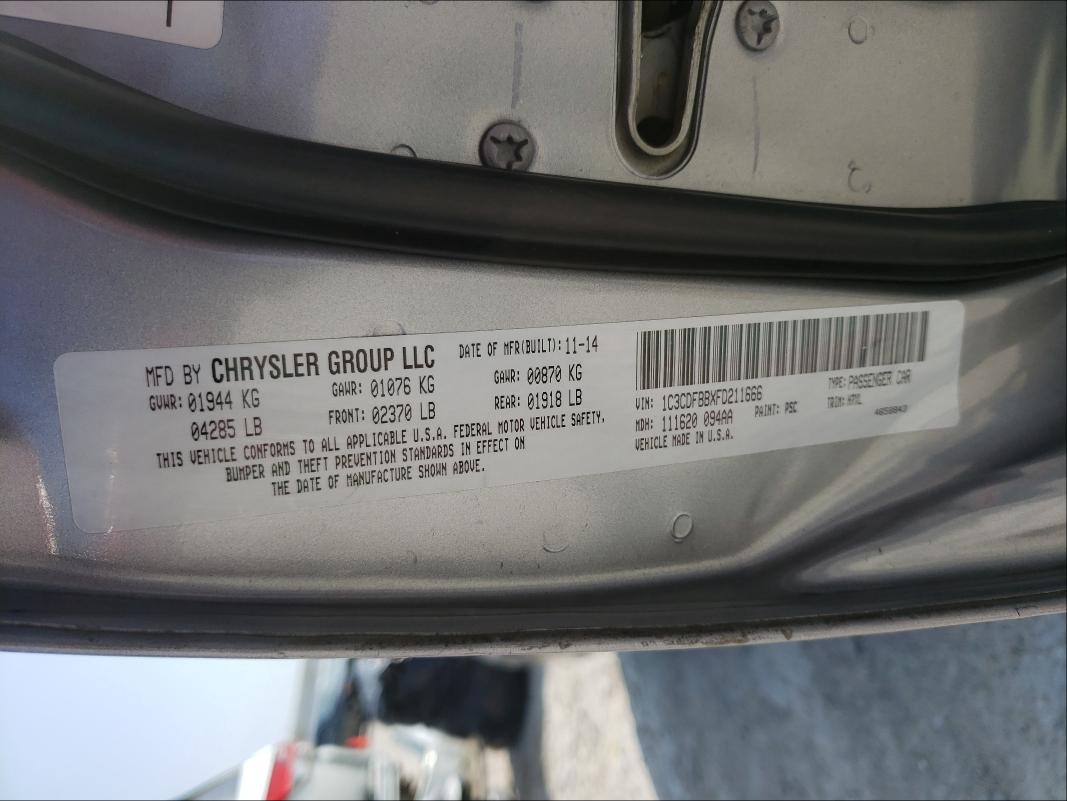 MFD BY CHRYSLER GROUP LLC DATE OF MFR(BUILT): 11-14
GVWR: 01944 KG GAWR: 01076 KG GAWR: 00870 KG
04285 LB FRONT: 02370 LB REAR: 01918 LB
THIS VEHICLE CONFORMS TO ALL APPLICABLE U.S.A. FEDERAL MOTOR VEHICLE SAFETY,
BUMPER AND THEFT PREVENTION STANDARDS IN EFFECT ON
THE DATE OF MANUFACTURE SHOWN ABOVE.
VIN: 1C3CDFBBXFD211666 TYPE: PASSENGER CAR
MDH: 111620 094AA PAINT: PSC TRIM:
VEHICLE MADE IN U.S.A.